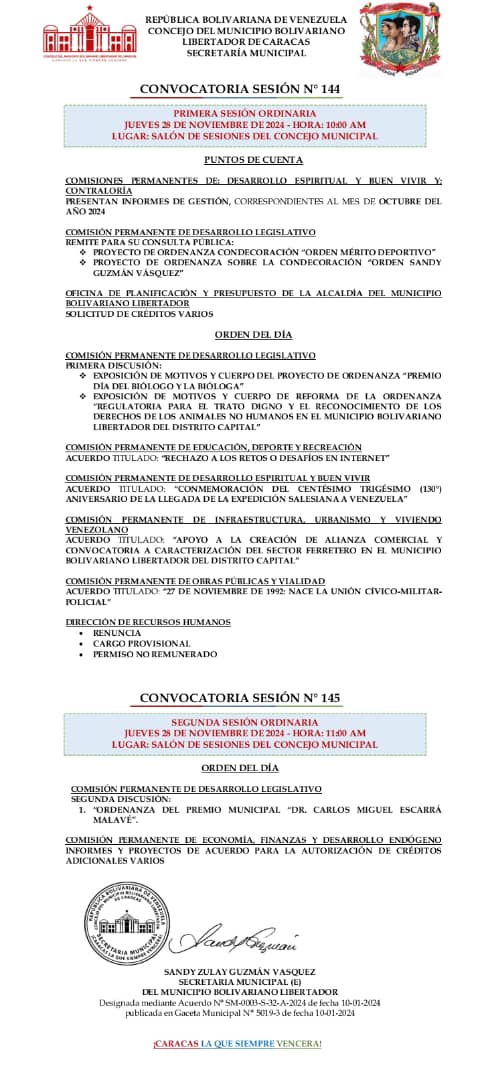 REPÚBLICA BOLIVARIANA DE VENEZUELA
CONCEJO DEL MUNICIPIO BOLIVARIANO
LIBERTADOR DE CARACAS
SECRETARÍA MUNICIPAL
CONVOCATORIA SESIÓN N° 144
PRIMERA SESIÓN ORDINARIA
JUEVES 28 DE NOVIEMBRE DE 2024 - HORA: 10:00 AM
LUGAR: SALÓN DE SESIONES DEL CONCEJO MUNICIPAL
PUNTOS DE CUENTA
COMISIONES PERMANENTES DE: DESARROLLO ESPIRITUAL Y BUEN VIVIR Y;
CONTRALORÍA
PRESENTAN INFORMES DE GESTIÓN, CORRESPONDIENTES AL MES DE OCTUBRE DEL
AÑO 2024
COMISIÓN PERMANENTE DE DESARROLLO LEGISLATIVO
REMITE PARA SU CONSULTA PÚBLICA:
❖ PROYECTO DE ORDENANZA CONDECORACIÓN "ORDEN MÉRITO DEPORTIVO"
❖ PROYECTO DE ORDENANZA SOBRE LA CONDECORACIÓN "ORDEN SANDY
GUZMÁN VÁSQUEZ"
OFICINA DE PLANIFICACIÓN Y PRESUPUESTO DE LA ALCALDÍA DEL MUNICIPIO
BOLIVARIANO LIBERTADOR
SOLICITUD DE CRÉDITOS VARIOS
ORDEN DEL DÍA
COMISIÓN PERMANENTE DE DESARROLLO LEGISLATIVO
PRIMERA DISCUSIÓN:
❖ EXPOSICIÓN DE MOTIVOS Y CUERPO DEL PROYECTO DE ORDENANZA "PREMIO
DÍA DEL BIÓLOGO Y LA BIÓLOGA"
❖ EXPOSICIÓN DE MOTIVOS Y CUERPO DE REFORMA DE LA ORDENANZA
"REGULATORIA PARA EL TRATO DIGNO Y EL RECONOCIMIENTO DE LOS
DERECHOS DE LOS ANIMALES NO HUMANOS EN EL MUNICIPIO BOLIVARIANO
LIBERTADOR DEL DISTRITO CAPITAL"
COMISIÓN PERMANENTE DE EDUCACIÓN, DEPORTE Y RECREACIÓN
ACUERDO TITULADO: "RECHAZO A LOS RETOS O DESAFÍOS EN INTERNET"
COMISIÓN PERMANENTE DE DESARROLLO ESPIRITUAL Y BUEN VIVIR
ACUERDO TITULADO: "CONMEMORACIÓN DEL CENTÉSIMO TRIGÉSIMO (130°)
ANIVERSARIO DE LA LLEGADA DE LA EXPEDICIÓN SALESIANA A VENEZUELA"
COMISIÓN PERMANENTE DE INFRAESTRUCTURA, URBANISMO Y VIVIENDO
VENEZOLANO
ACUERDO TITULADO: "APOYO A LA CREACIÓN DE ALIANZA COMERCIAL Y
CONVOCATORIA A CARACTERIZACIÓN DEL SECTOR FERRETERO EN EL MUNICIPIO
BOLIVARIANO LIBERTADOR DEL DISTRITO CAPITAL"
COMISIÓN PERMANENTE DE OBRAS PÚBLICAS Y VIALIDAD
ACUERDO TITULADO: "27 DE NOVIEMBRE DE 1992: NACE LA UNIÓN CÍVICO-MILITAR-
POLICIAL"
DIRECCIÓN DE RECURSOS HUMANOS
• RENUNCIA
• CARGO PROVISIONAL
• PERMISO NO REMUNERADO
CONVOCATORIA SESIÓN N° 145
SEGUNDA SESIÓN ORDINARIA
JUEVES 28 DE NOVIEMBRE DE 2024 - HORA: 11:00 AM
LUGAR: SALÓN DE SESIONES DEL CONCEJO MUNICIPAL
ORDEN DEL DÍA
COMISIÓN PERMANENTE DE DESARROLLO LEGISLATIVO
SEGUNDA DISCUSIÓN:
1. "ORDENANZA DEL PREMIO MUNICIPAL "DR. CARLOS MIGUEL ESCARRÁ
MALAVÉ".
COMISIÓN PERMANENTE DE ECONOMÍA, FINANZAS Y DESARROLLO ENDÓGENO
INFORMES Y PROYECTOS DE ACUERDO PARA LA AUTORIZACIÓN DE CRÉDITOS
ADICIONALES VARIOS
REPÚBLICA BOLIVARIANA DE VENEZUELA
CONCEJO DEL MUNICIPIO BOLIVARIANO LIBERTADOR
DE CARACAS
SECRETARIA MUNICIPAL
¡CARACAS LA QUE SIEMPRE VENCERA!
Sandy Guzmán
SANDY ZULAY GUZMÁN VASQUEZ
SECRETARIA MUNICIPAL (E)
DEL MUNICIPIO BOLIVARIANO LIBERTADOR
Designada mediante Acuerdo N° SM-0003-S-32-A-2024 de fecha 10-01-2024
publicada en Gaceta Municipal N° 5019-3 de fecha 10-01-2024
¡CARACAS LA QUE SIEMPRE VENCERA!